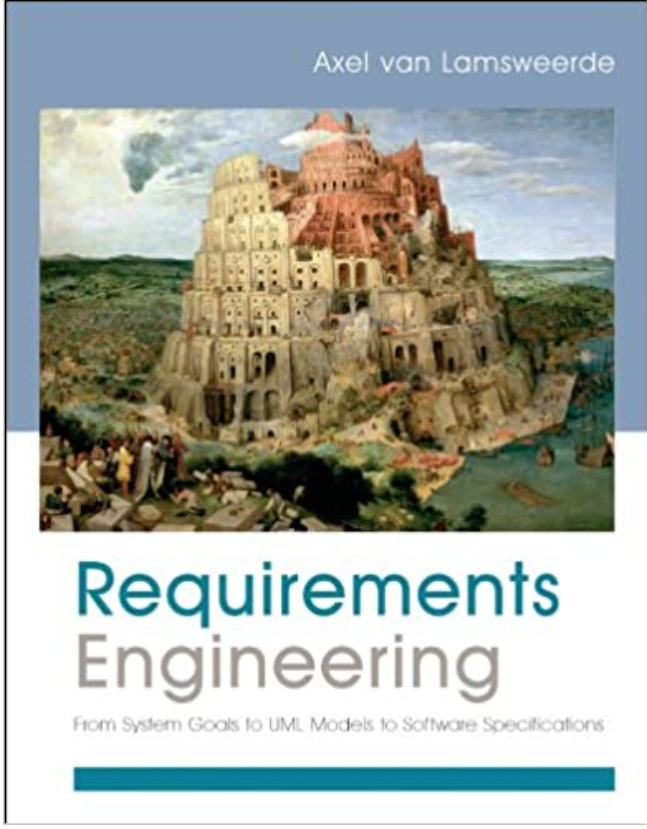 Axel van Lamsweerde
Requirements
Engineering
From System Goals to UML Models to Software Specifications